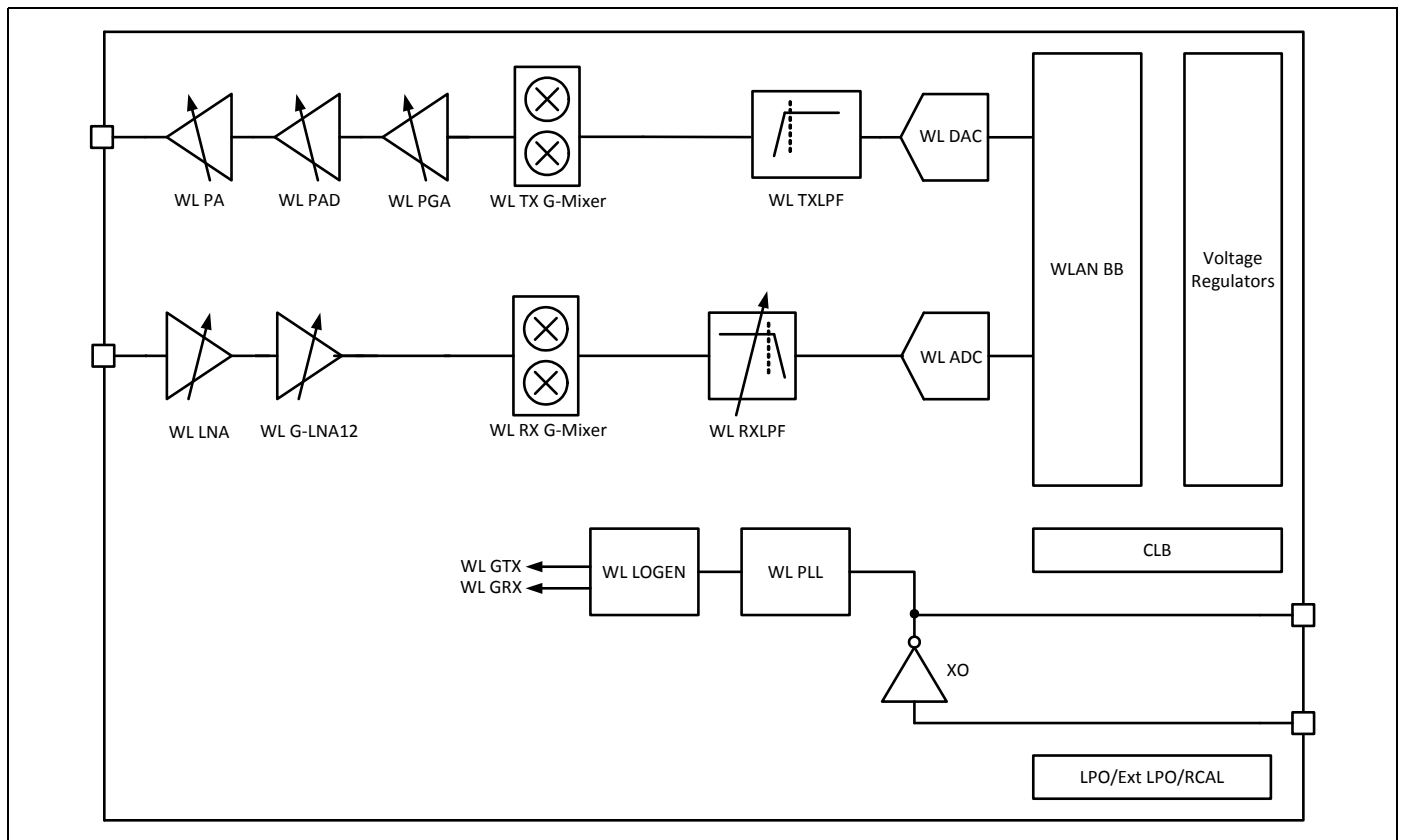 WL DAC
WL PA
WL PAD
WL PGA
WL TX G-Mixer
WL TXLPF
WLAN BB
Voltage
Regulators
WL ADC
WL LNA
WL G-LNA12
WL RX G-Mixer
WL RXLPF
CLB
WL GTX
WL GRX
WL LOGEN
WL PLL
XO
LPO/Ext LPO/RCAL